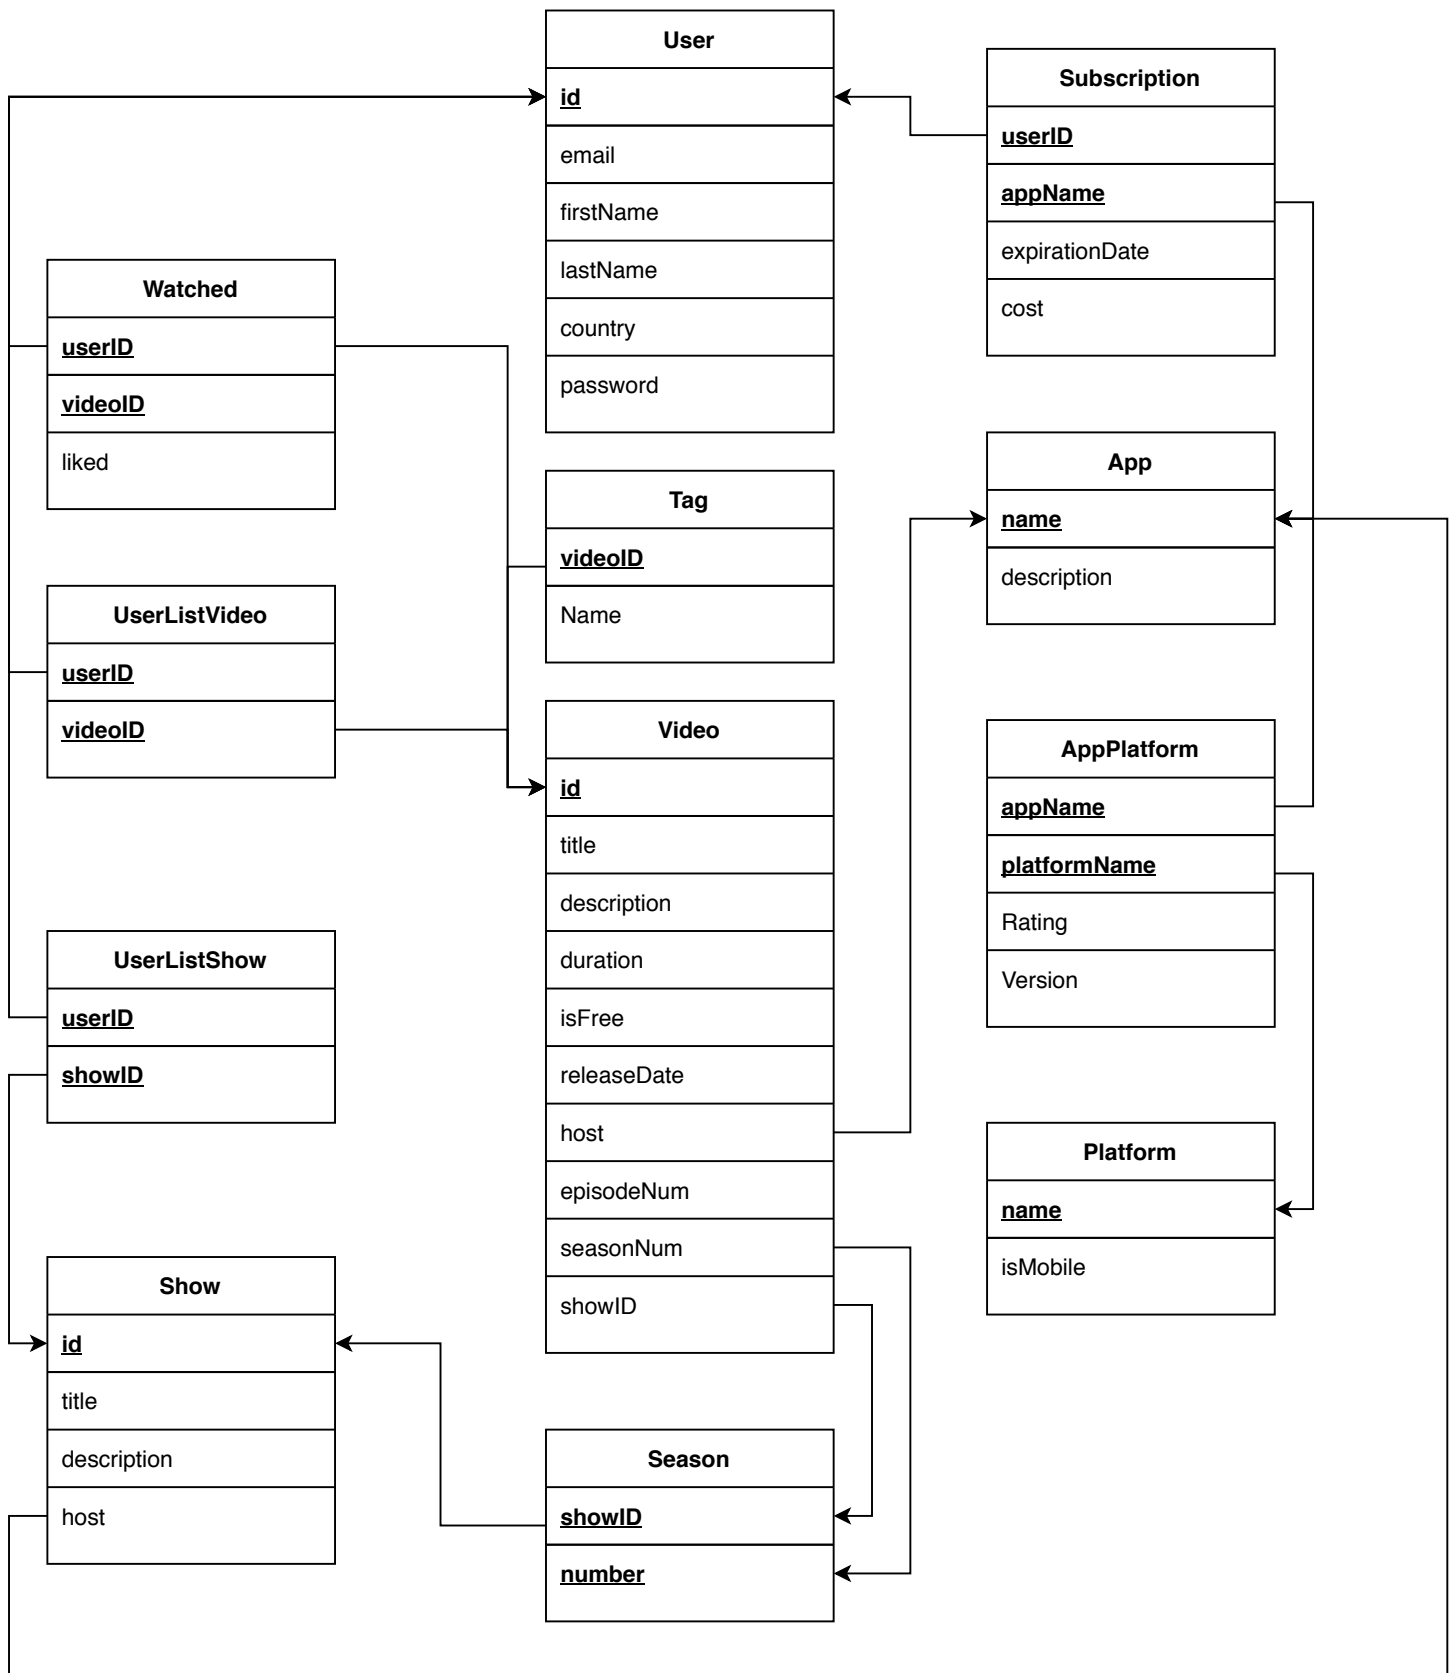 User
id
email
firstName
lastName
country
password
Subscription
userID
appName
expirationDate
cost
Watched
userID
videoID
liked
Tag
videoID
Name
App
name
description
UserListVideo
userID
videoID
Video
id
title
description
duration
isFree
releaseDate
host
episodeNum
seasonNum
showID
AppPlatform
appName
platformName
Rating
Version
UserListShow
userID
showID
Platform
name
isMobile
Show
id
title
description
host
Season
showID
number